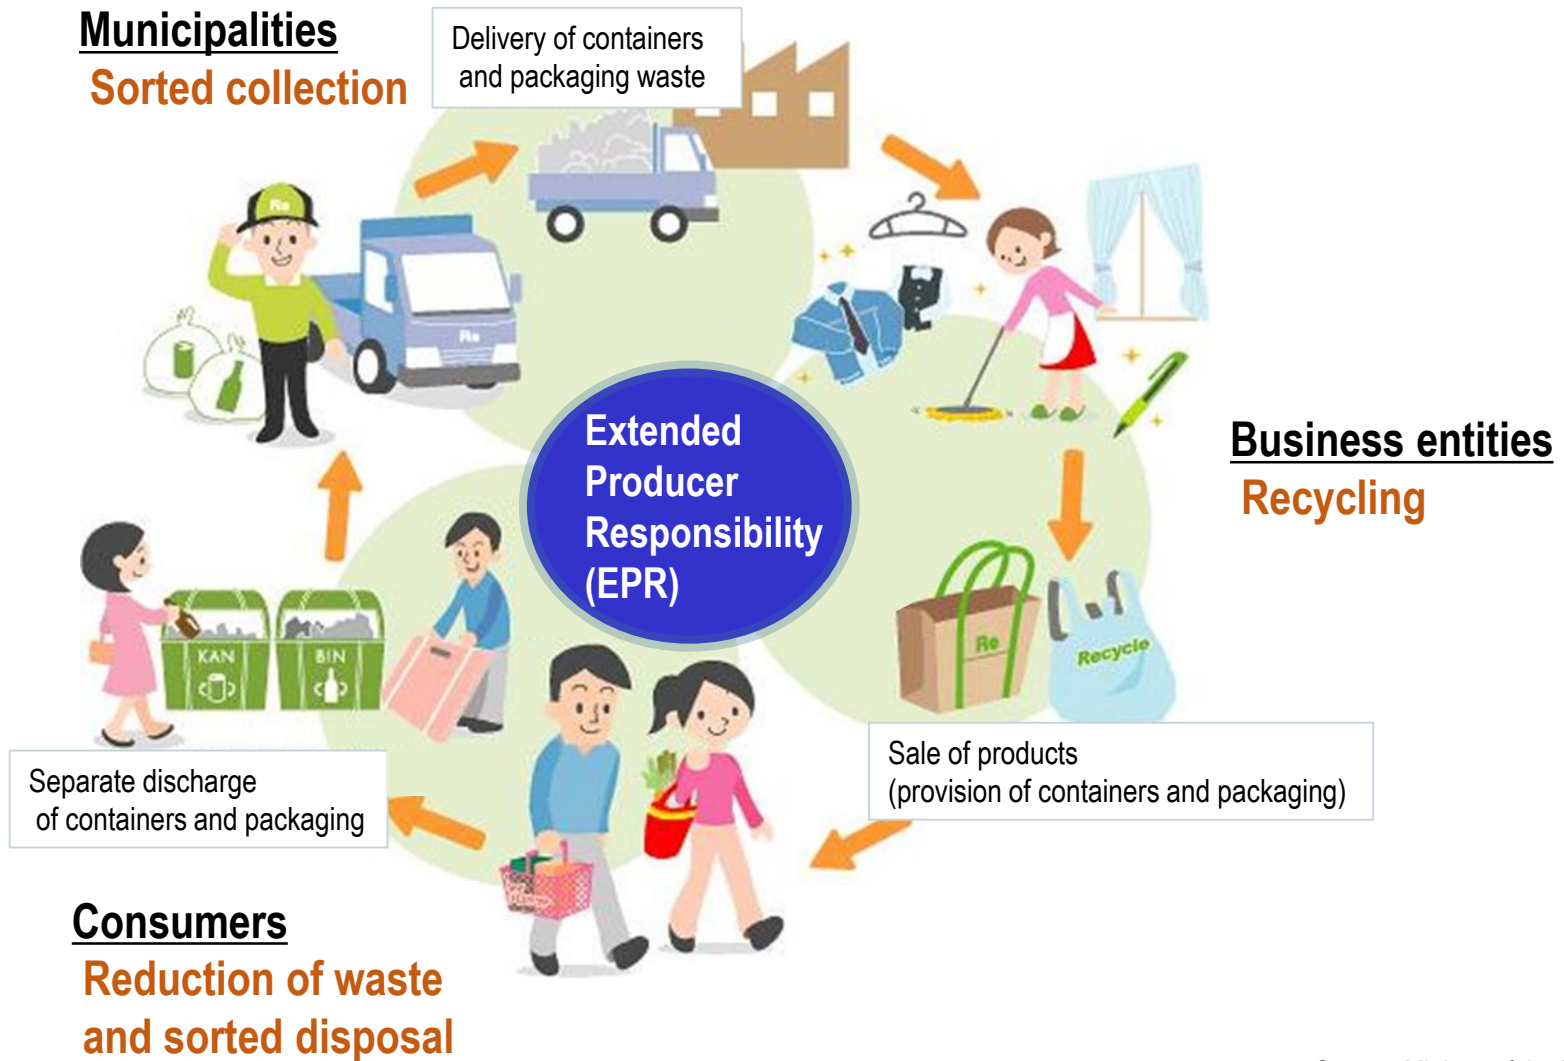 Municipalities
Sorted collection
Delivery of containers
and packaging waste
Re
Re
Extended
Producer
Responsibility
(EPR)
Business entities
Recycling
Re
Recycle
KAN
BIN
Sale of products
(provision of containers and packaging)
Separate discharge
of containers and packaging
Consumers
Reduction of waste
and sorted disposal